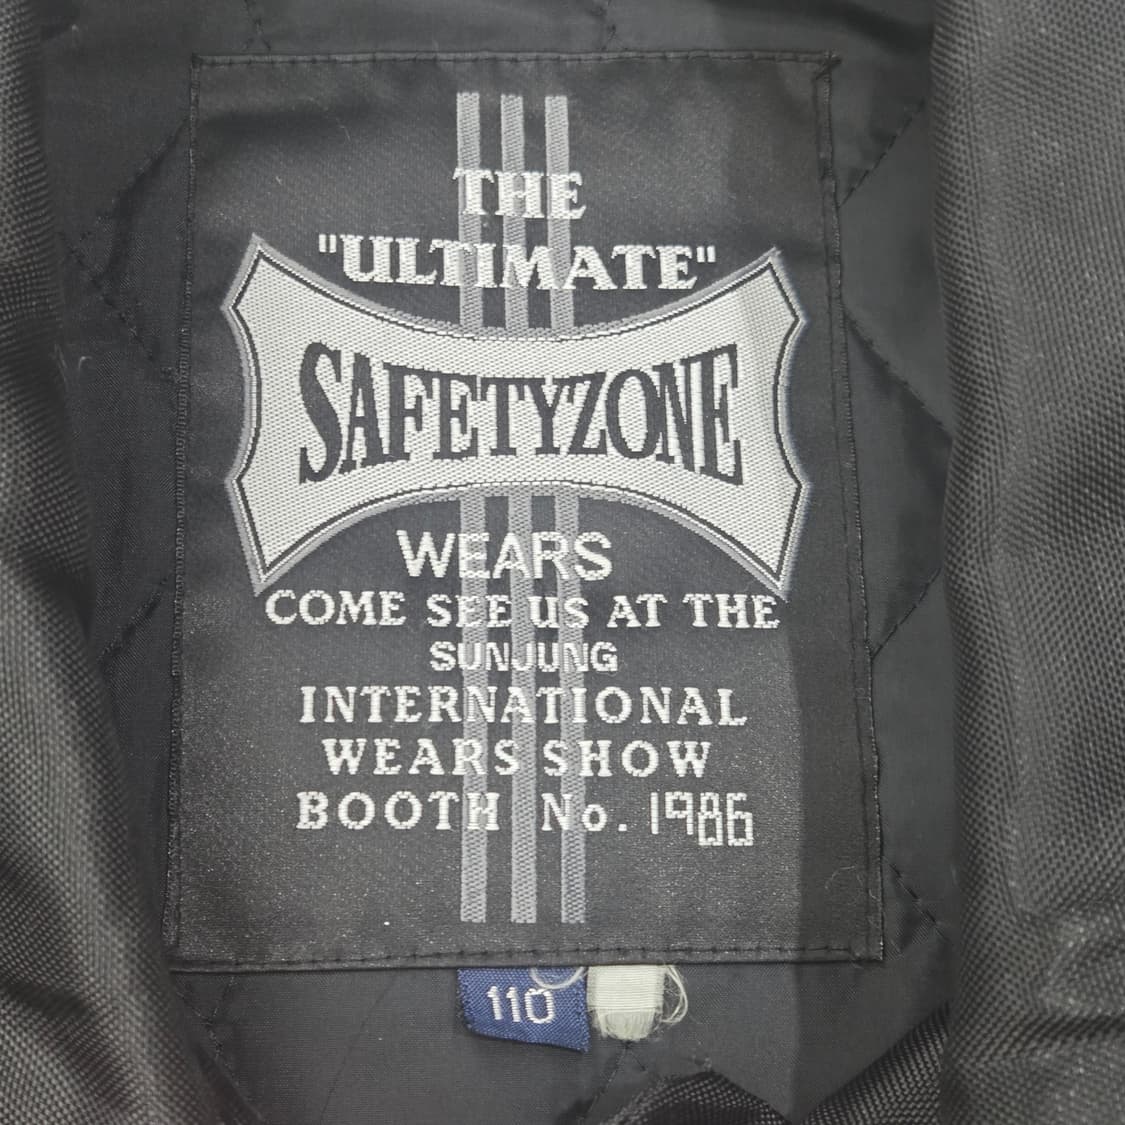 THE
"ULTIMATE"
SAFETYZONE
WEARS
COME SEE US AT THE
SUNJUNG
INTERNATIONAL
WEARS SHOW
BOOTH No. 1986
110